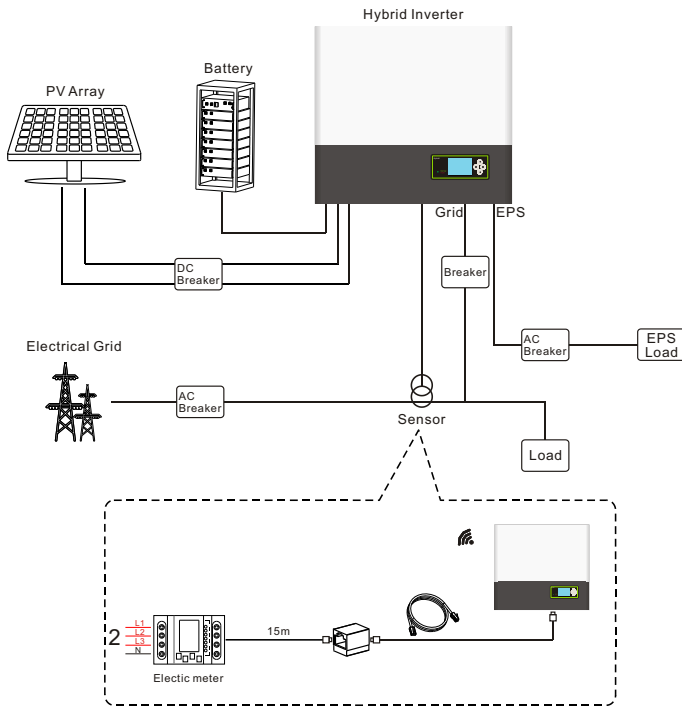 Hybrid Inverter
Battery
PV Array
Grid
EPS
DC
Breaker
Breaker
AC
Breaker
EPS
Load
Electrical Grid
AC
Breaker
Sensor
Load
2
L1
L2
L3
N
15m
Electic meter